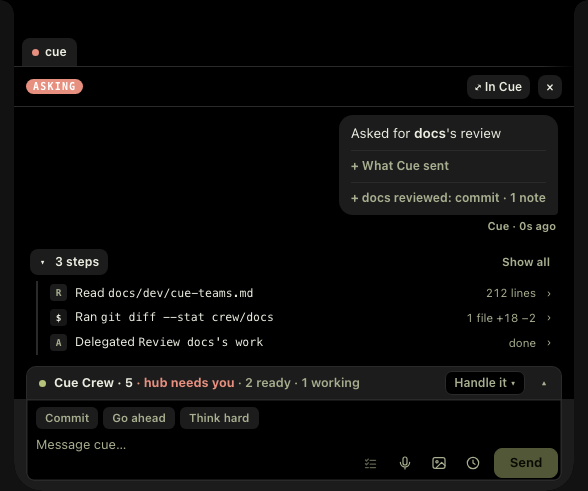 cue
ASKING
In Cue
×
Asked for docs's review
+ What Cue sent
+ docs reviewed: commit · 1 note
Cue · 0s ago
3 steps
Show all
R Read docs/dev/cue-teams.md 212 lines ›
$ Ran git diff --stat crew/docs 1 file +18 −2 ›
A Delegated Review docs's work done ›
Cue Crew · 5 · hub needs you · 2 ready · 1 working
Handle it
Commit Go ahead Think hard
Message cue...
Send